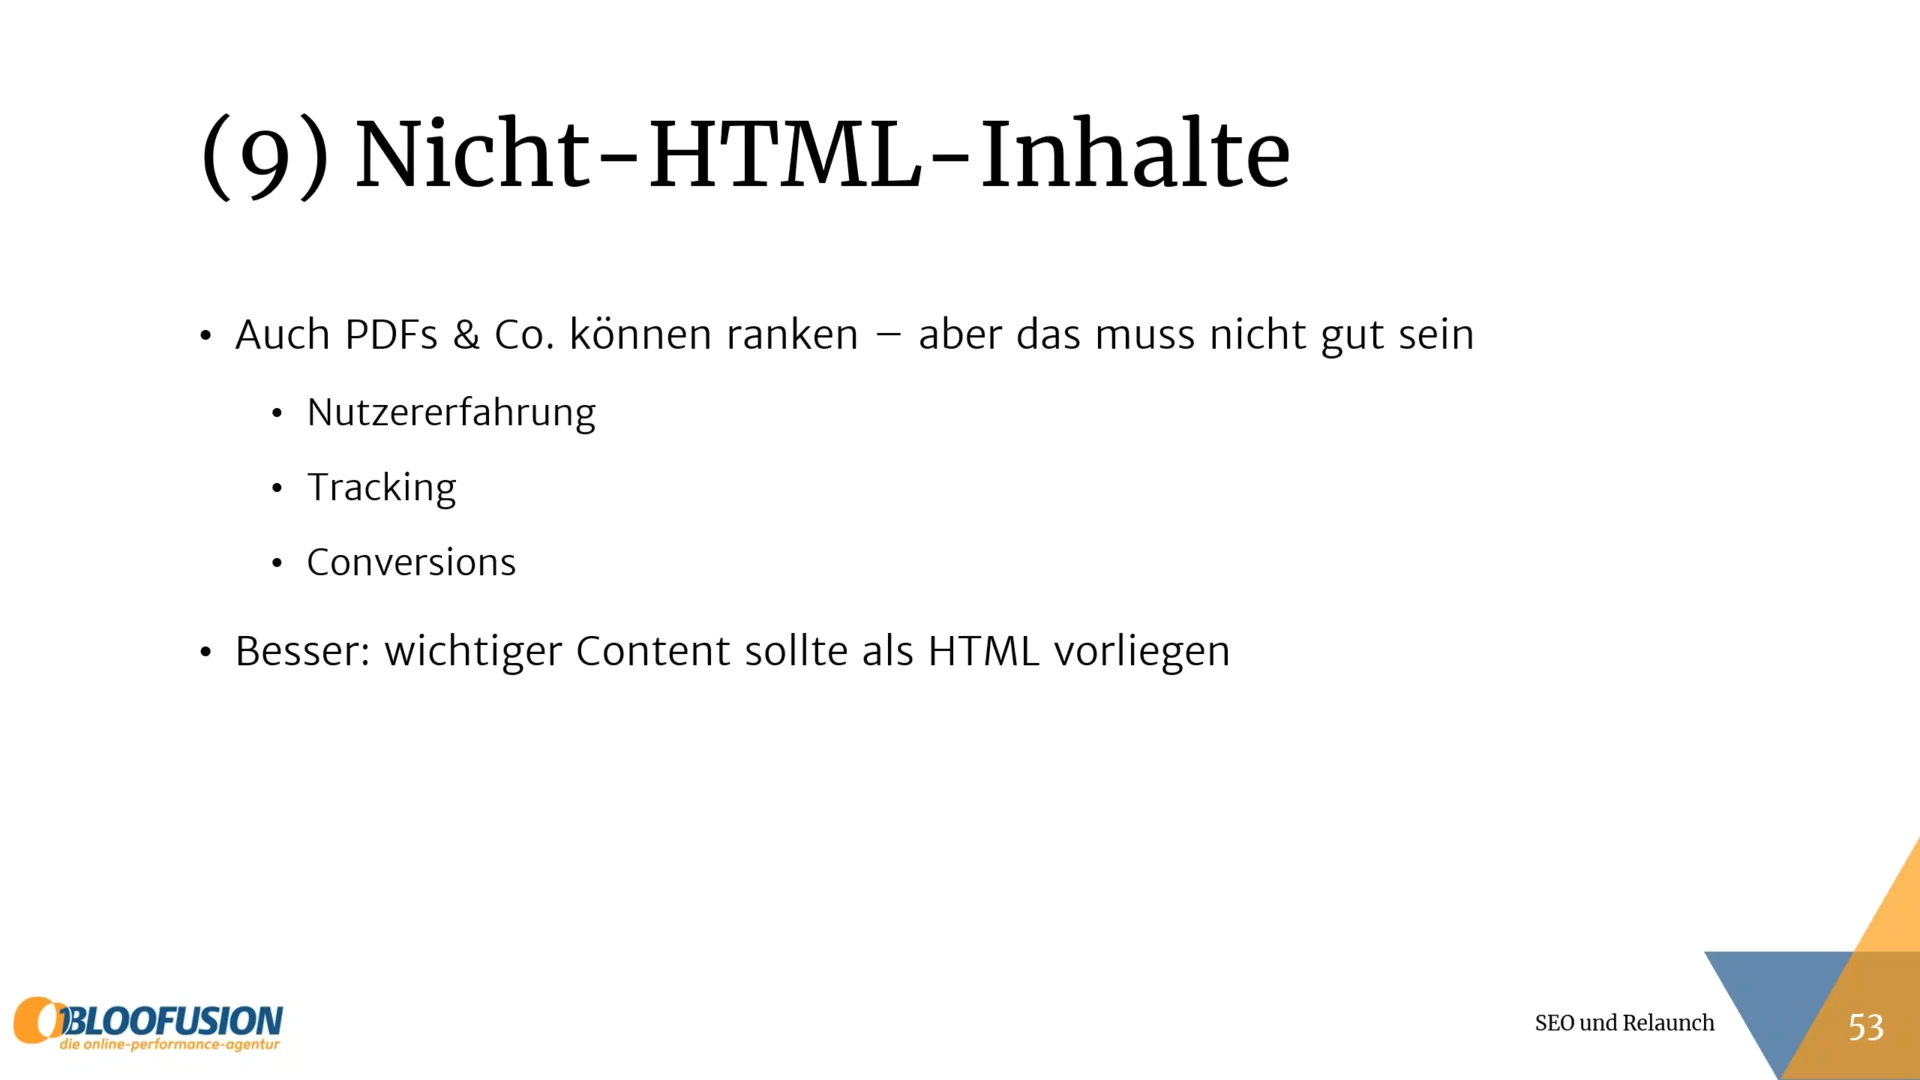 (9) Nicht-HTML-Inhalte
• Auch PDFs & Co. können ranken – aber das muss nicht gut sein
• Nutzererfahrung
• Tracking
• Conversions
• Besser: wichtiger Content sollte als HTML vorliegen
BLOOFUSION
die online-performance-agentur
SEO und Relaunch
53